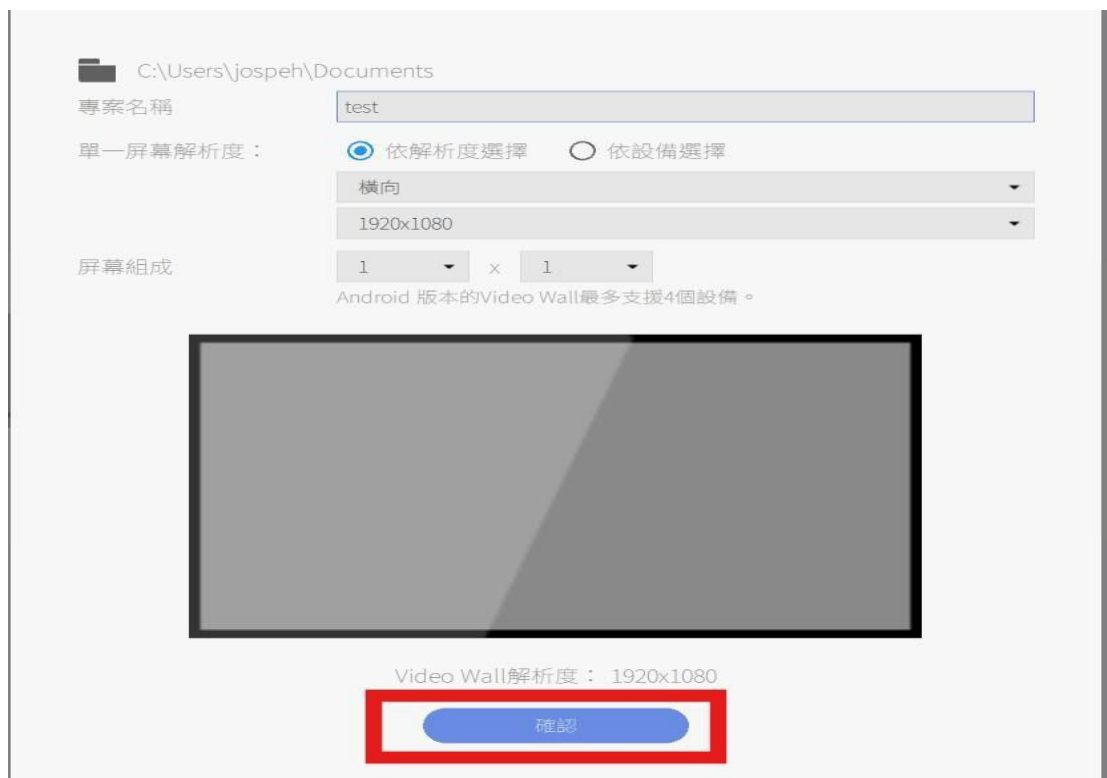 C:\Users\jospeh\Documents
專案名稱 test
單一屏幕解析度： 依解析度選擇 依設備選擇
橫向
1920x1080
屏幕組成 1 x 1
Android 版本的Video Wall最多支援4個設備。
Video Wall解析度： 1920x1080
確認